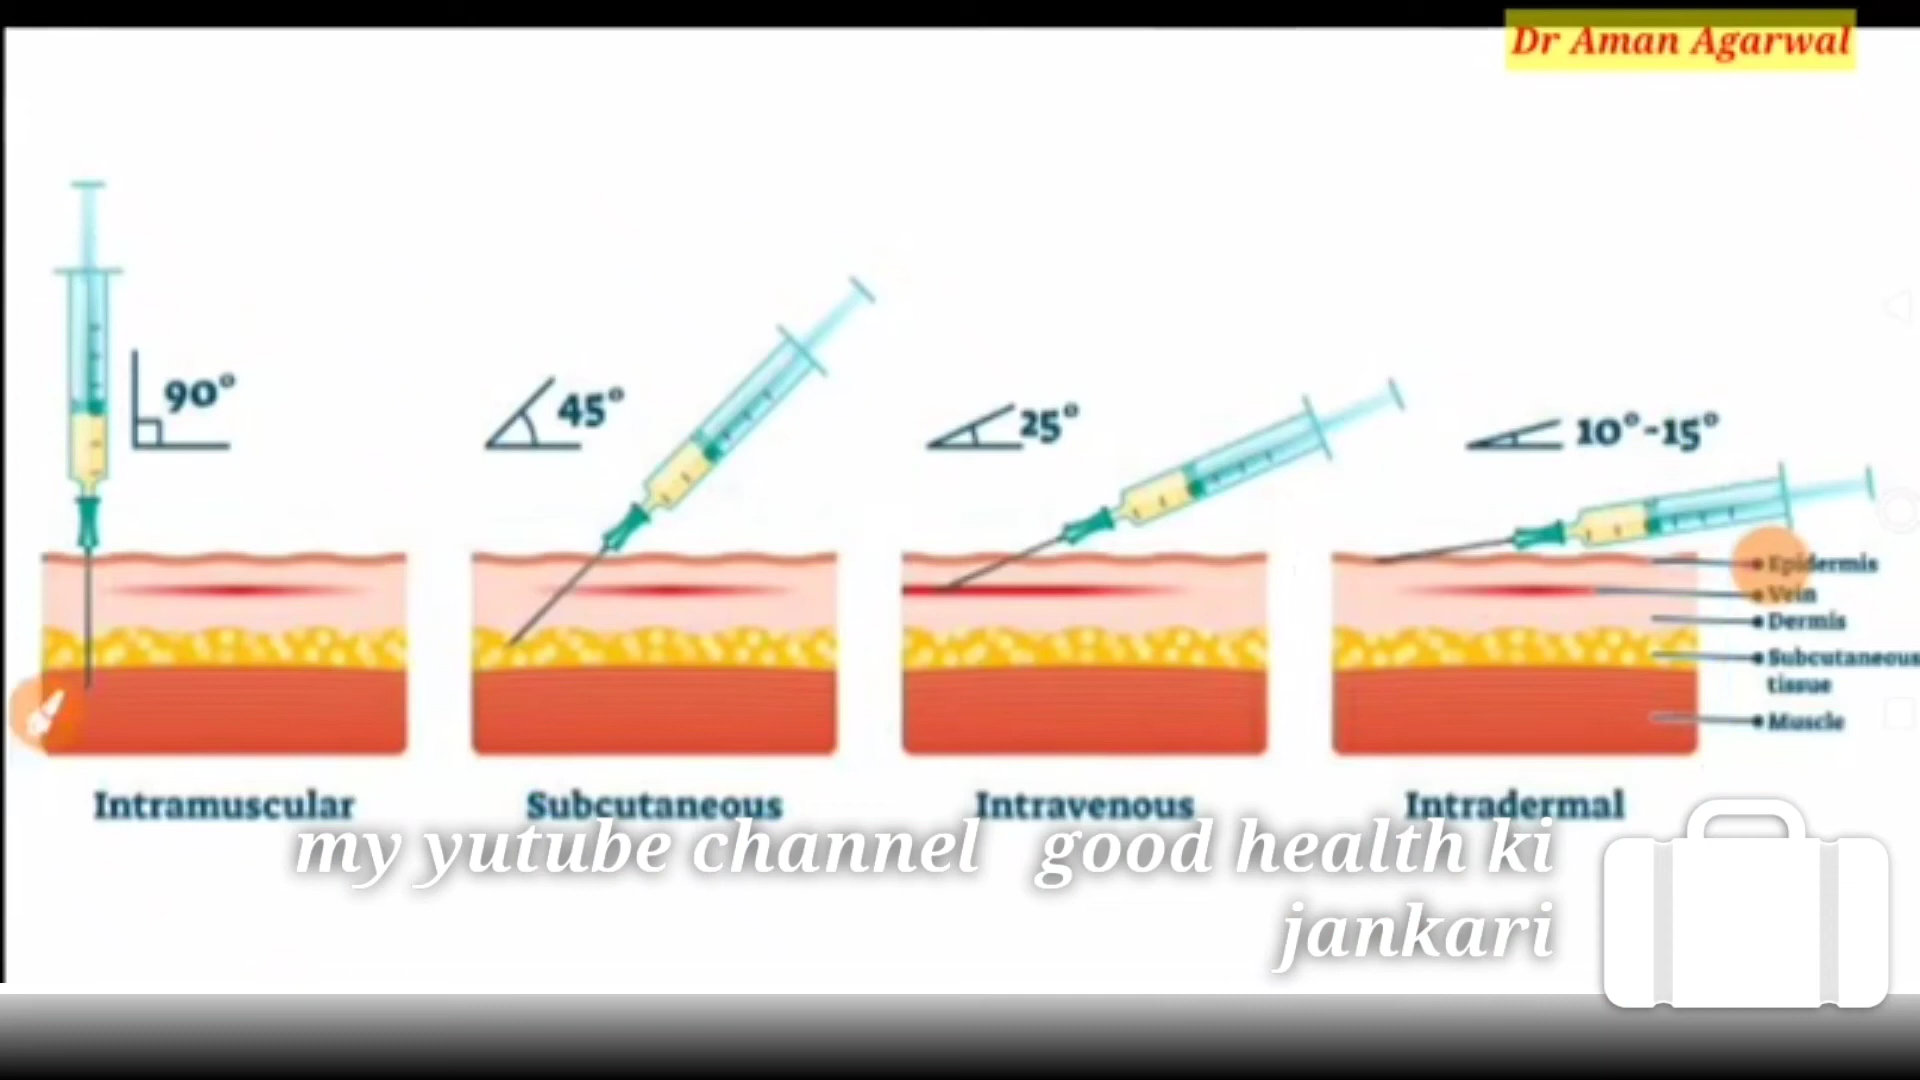 Dr Aman Agarwal
90°
45°
25°
10°-15°
Epidermis
Vein
Dermis
Subcutaneous
tissue
Muscle
Intramuscular
Subcutaneous
Intravenous
Intradermal
my yutube channel good health ki
jankari